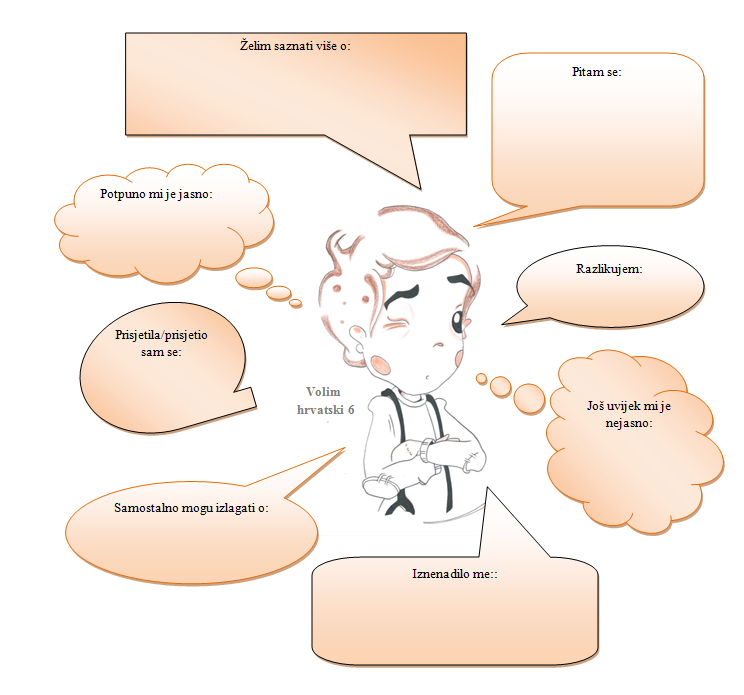 Želim saznati više o:
Pitam se:
Potpuno mi je jasno:
Razlikujem:
Prisjetila/prisjetio
sam se:
Volim
hrvatski 6
Još uvijek mi je
nejasno:
Samostalno mogu izlagati o:
Iznenadilo me::